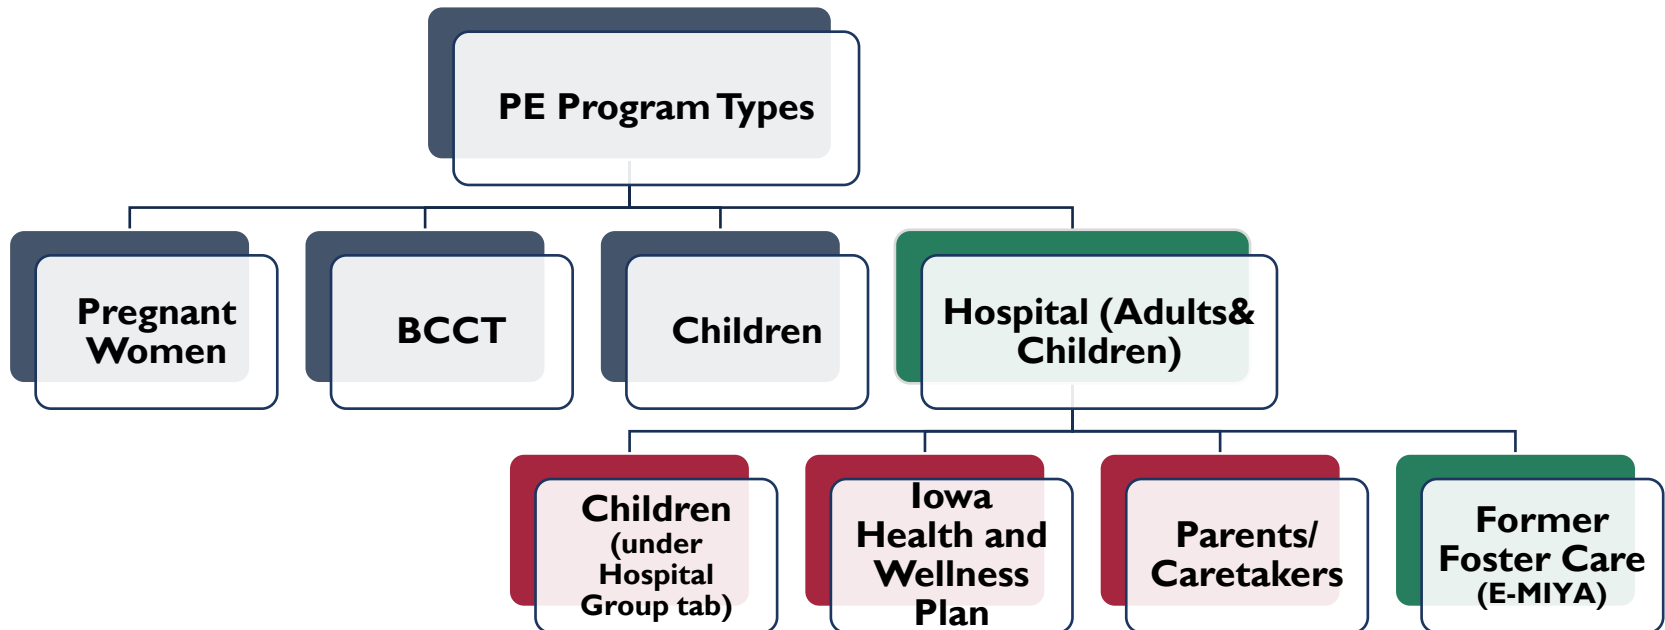 PE Program Types
Pregnant
Women
BCCT
Children
Hospital (Adults&
Children)
Children
(under
Hospital
Group tab)
Iowa
Health and
Wellness
Plan
Parents/
Caretakers
Former
Foster Care
(E-MIYA)